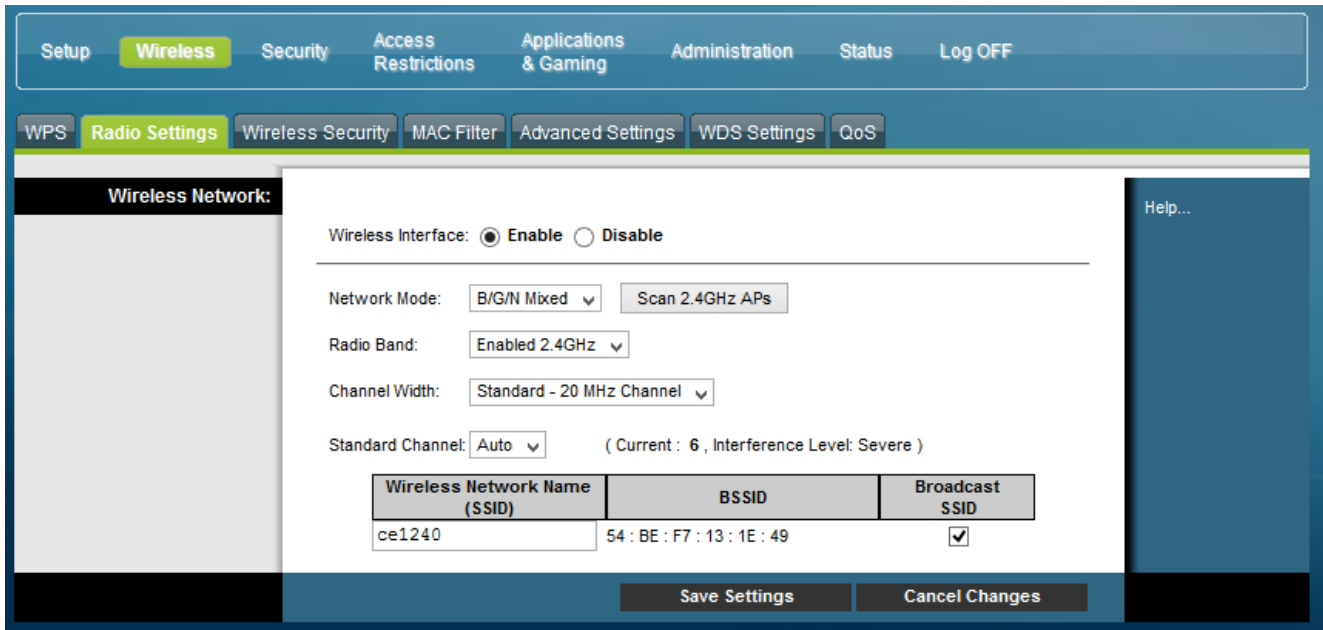 Setup Wireless Security Access Restrictions Applications & Gaming Administration Status Log OFF
WPS Radio Settings Wireless Security MAC Filter Advanced Settings WDS Settings QoS
Wireless Network:
Help...
Wireless Interface: Enable Disable
Network Mode: B/G/N Mixed Scan 2.4GHz APs
Radio Band: Enabled 2.4GHz
Channel Width: Standard - 20 MHz Channel
Standard Channel: Auto ( Current : 6 , Interference Level: Severe )
Wireless Network Name (SSID) BSSID Broadcast SSID
ce1240 54 : BE : F7 : 13 : 1E : 49
Save Settings Cancel Changes